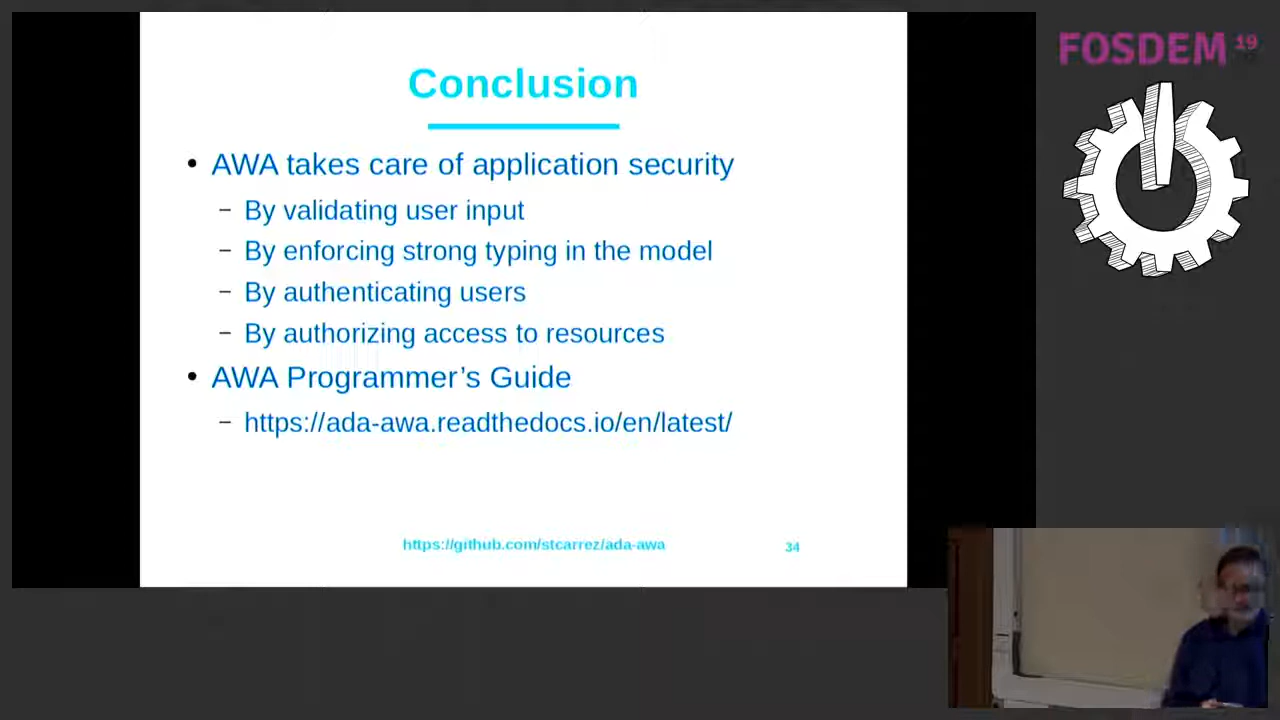 Conclusion
• AWA takes care of application security
– By validating user input
– By enforcing strong typing in the model
– By authenticating users
– By authorizing access to resources
• AWA Programmer’s Guide
– https://ada-awa.readthedocs.io/en/latest/
https://github.com/stcarrez/ada-awa
34
FOSDEM 19